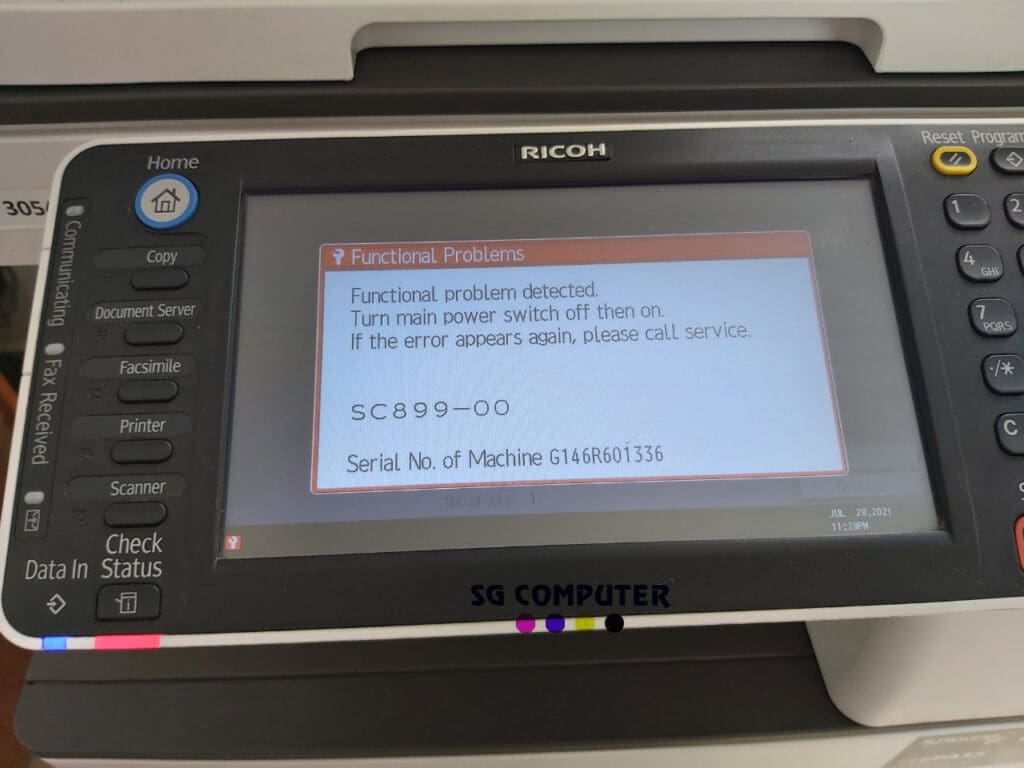 RICOH
Home
Reset
1
2
305
Communicating
Copy
4 GHI
Document Server
7 PQRS
Fax Received
Facsimile
./*
Printer
C
Scanner
Check
Status
Data In
Functional Problems
Functional problem detected.
Turn main power switch off then on.
If the error appears again, please call service.
SC899-00
Serial No. of Machine G146R601336
No. of Jobs 1
JUL 28,2021
11:28PM
SG COMPUTER